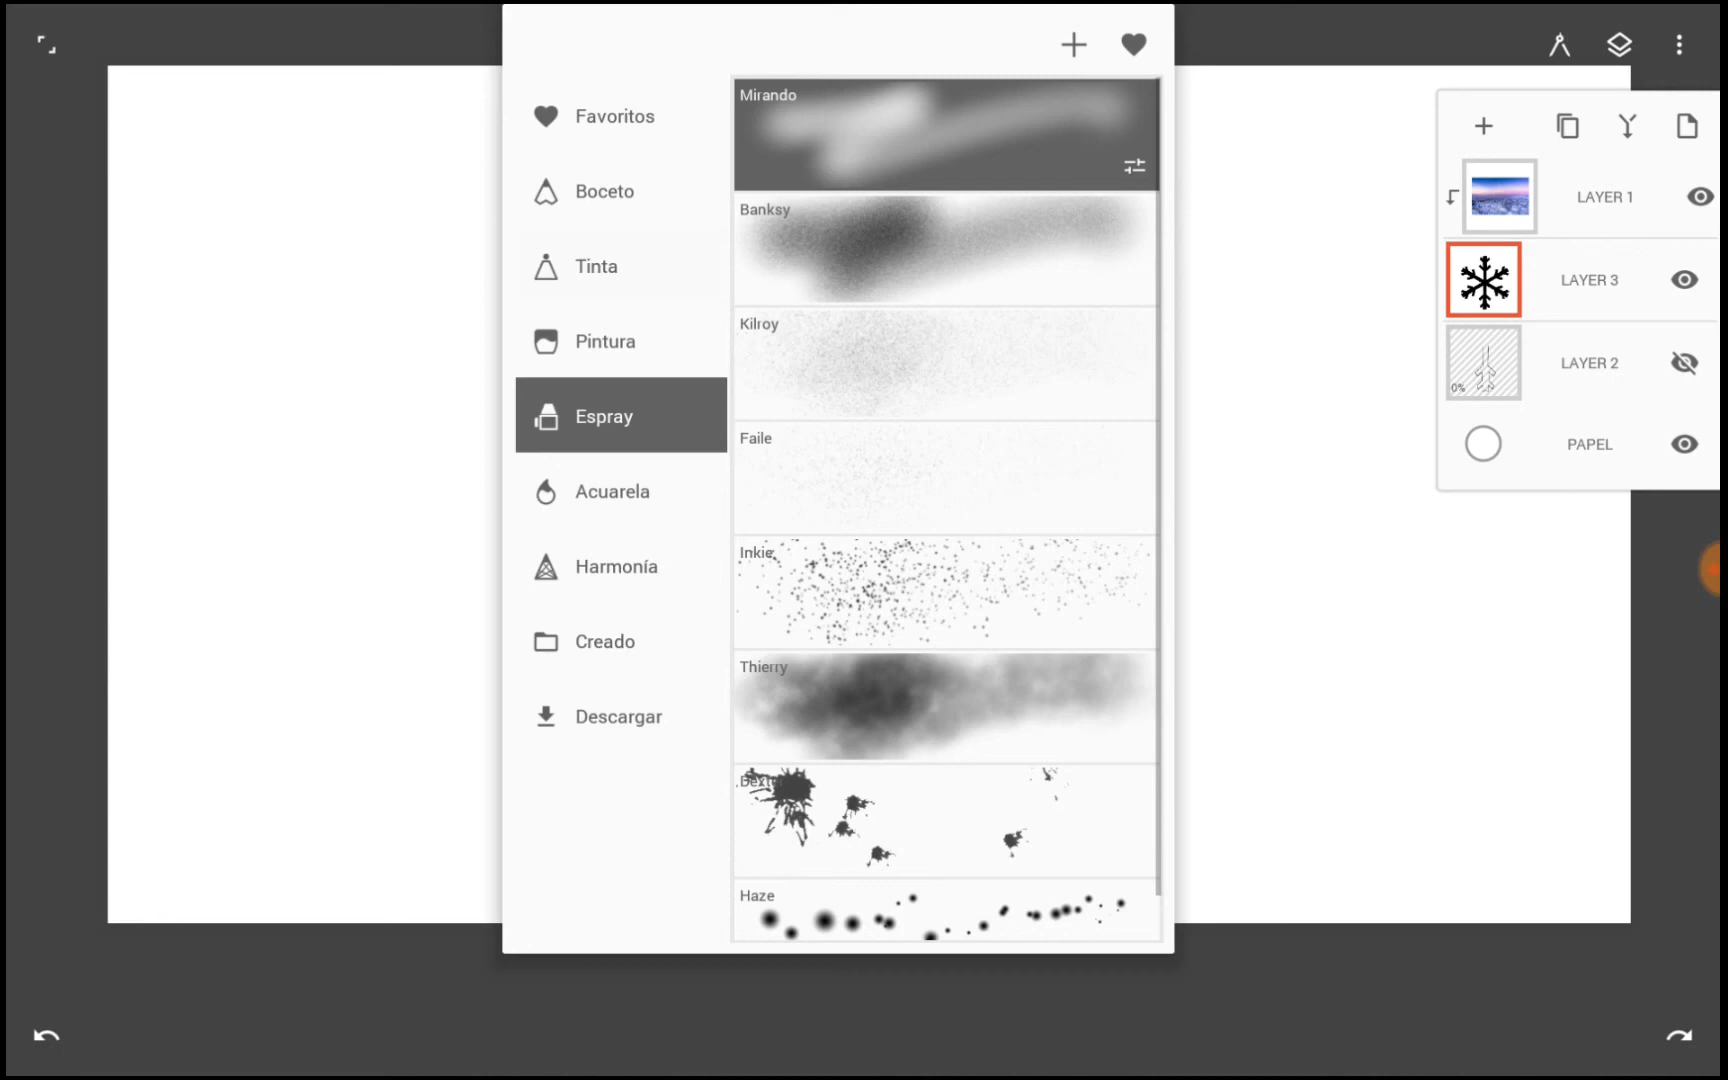 Favoritos
Boceto
Tinta
Pintura
Espray
Acuarela
Harmonía
Creado
Descargar
Mirando
Banksy
Kilroy
Faile
Inkie
Thierry
Haze
LAYER 1
LAYER 3
LAYER 2
0%
PAPEL